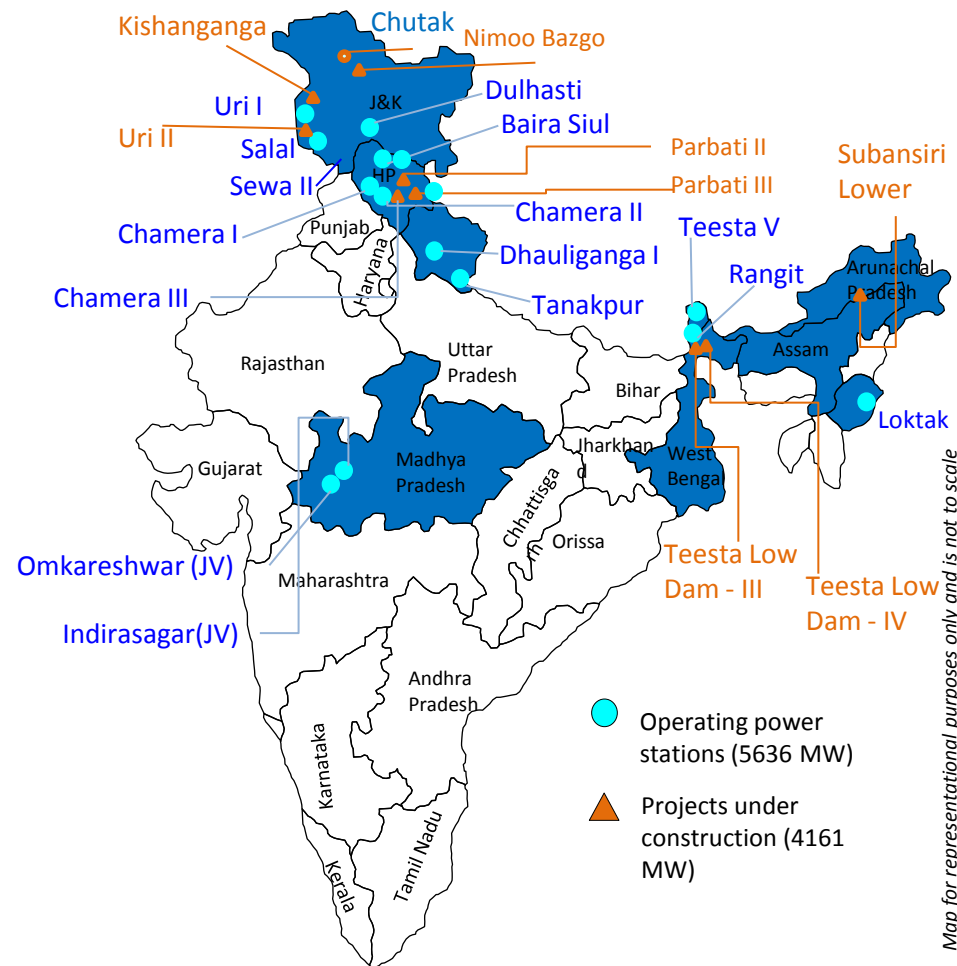 Kishanganga
Chutak
Nimoo Bazgo
J&K
Dulhasti
Uri I
Baira Siul
Uri II
Salal
Parbati II
Subansiri
Lower
HP
Sewa II
Parbati III
Chamera I
Punjab
Chamera II
Teesta V
Haryana
Dhauliganga I
Rangit
Arunachal
Pradesh
Chamera III
Tanakpur
Rajasthan
Uttar
Pradesh
Assam
Bihar
Loktak
Gujarat
Madhya
Pradesh
Jharkhan
d
West
Benga
Chhattisga
rh
Orissa
Omkareshwar (JV)
Maharashtra
Teesta Low
Dam - III
Teesta Low
Dam - IV
Indirasagar(JV)
Andhra
Pradesh
Karnataka
Operating power
stations (5636 MW)
Projects under
construction (4161
MW)
Kerala
Tamil Nadu
Map for representational purposes only and is not to scale